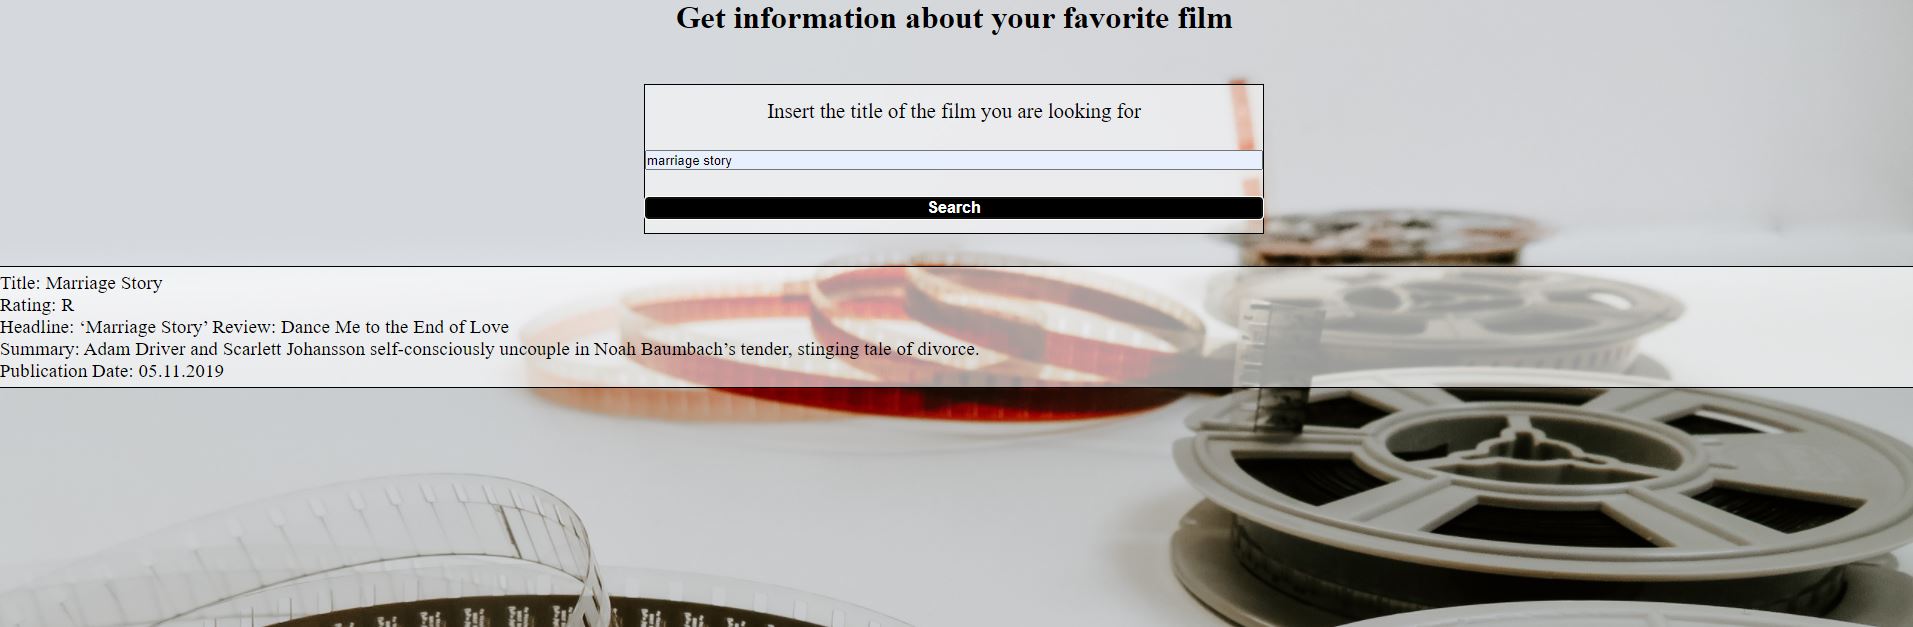 Get information about your favorite film
Insert the title of the film you are looking for
marriage story
Search
Title: Marriage Story
Rating: R
Headline: ‘Marriage Story’ Review: Dance Me to the End of Love
Summary: Adam Driver and Scarlett Johansson self-consciously uncouple in Noah Baumbach’s tender, stinging tale of divorce.
Publication Date: 05.11.2019